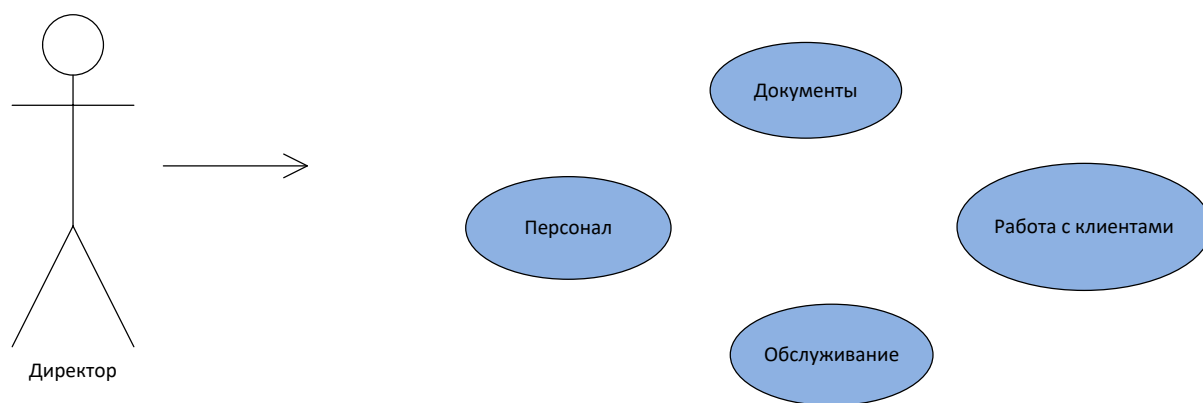 Документы
Персонал
Работа с клиентами
Обслуживание
Директор